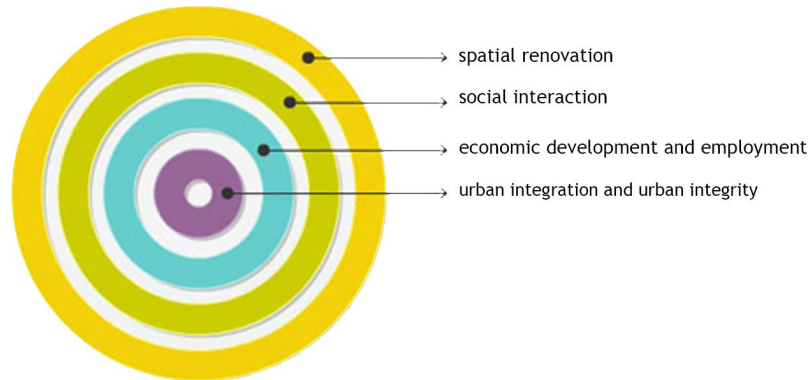 spatial renovation
social interaction
economic development and employment
urban integration and urban integrity